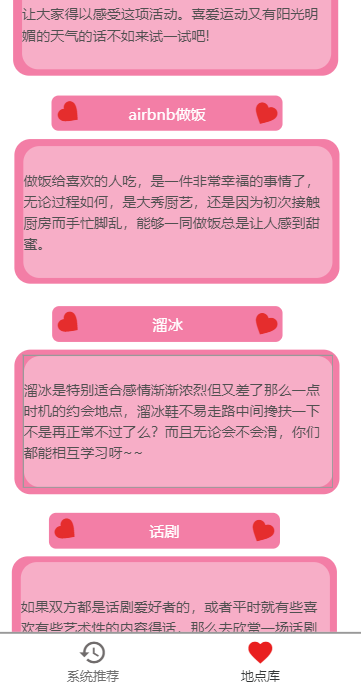 让大家得以感受这项活动。喜爱运动又有阳光明
媚的天气的话不如来试一试吧!
airbnb做饭
做饭给喜欢的人吃，是一件非常幸福的事情了，
无论过程如何，是大秀厨艺，还是因为初次接触
厨房而手忙脚乱，能够一同做饭总是让人感到甜
蜜。
溜冰
溜冰是特别适合感情渐渐浓烈但又差了那么一点
时机的约会地点，溜冰鞋不易走路中间搀扶一下
不是再正常不过了么？而且无论会不会滑，你们
都能相互学习呀~~
话剧
如果双方都是话剧爱好者的，或者平时就有些喜
欢有些艺术性的内容得话，那么去欣赏一场话剧
系统推荐
地点库